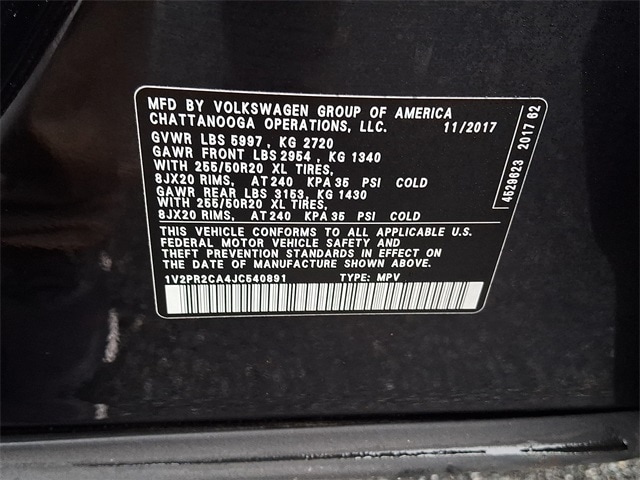 MFD BY VOLKSWAGEN GROUP OF AMERICA
CHATTANOOGA OPERATIONS, LLC. 11/2017
GVWR LBS 5997, KG 2720
GAWR FRONT LBS 2954, KG 1340
WITH 255/50R20 XL TIRES,
8JX20 RIMS, AT 240 KPA 35 PSI COLD
GAWR REAR LBS 3153, KG 1430
WITH 255/50R20 XL TIRES,
8JX20 RIMS, AT 240 KPA 35 PSI COLD
THIS VEHICLE CONFORMS TO ALL APPLICABLE U.S.
FEDERAL MOTOR VEHICLE SAFETY AND
THEFT PREVENTION STANDARDS IN EFFECT ON
THE DATE OF MANUFACTURE SHOWN ABOVE.
1V2PR2CA4JC540891 TYPE: MPV
4529623 2017 62